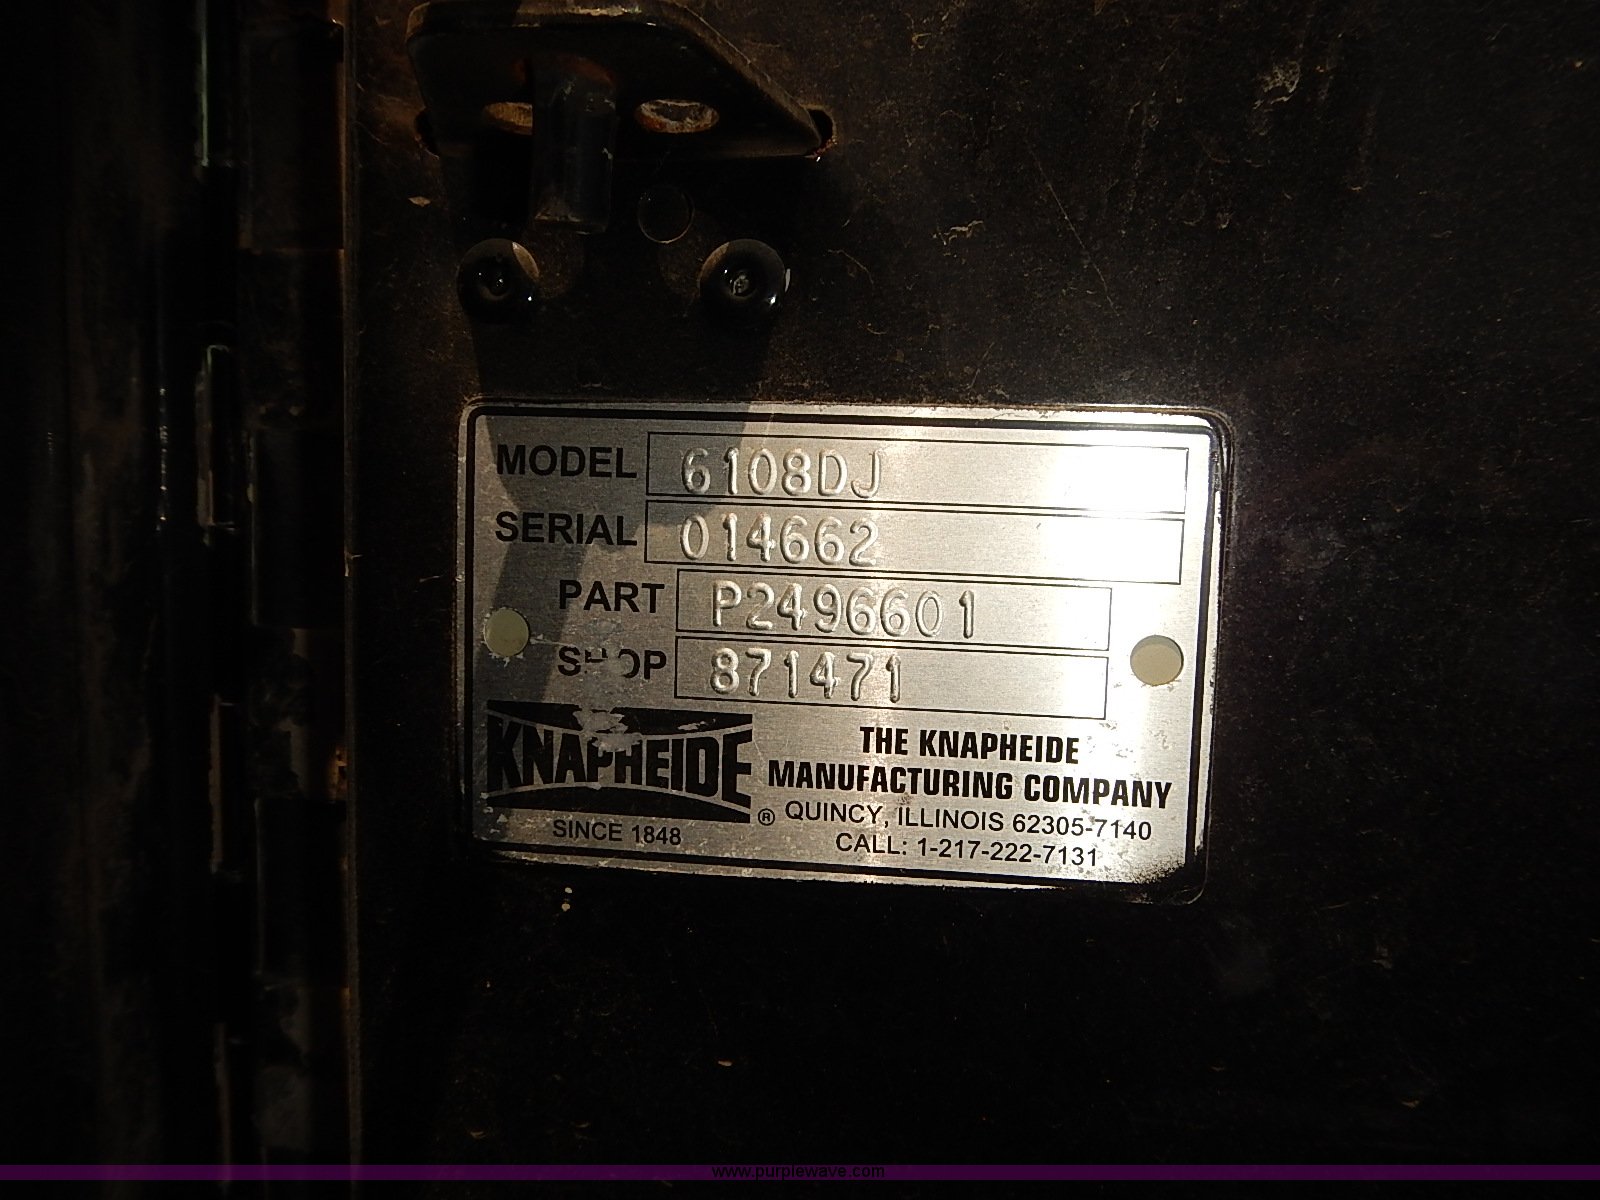 MODEL 6108DJ
SERIAL 014662
PART P2496601
SHOP 871471
KNAPHEIDE ®
SINCE 1848
THE KNAPHEIDE
MANUFACTURING COMPANY
QUINCY, ILLINOIS 62305-7140
CALL: 1-217-222-7131
www.purplewave.com